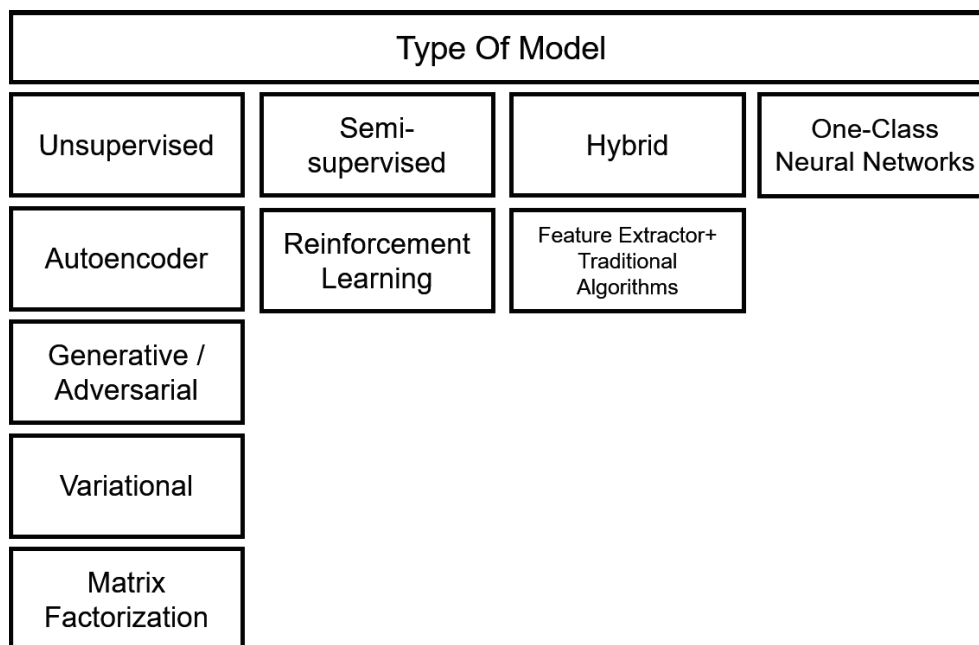 Type Of Model
Unsupervised
Semi-
supervised
Hybrid
One-Class
Neural Networks
Autoencoder
Reinforcement
Learning
Feature Extractor+
Traditional
Algorithms
Generative /
Adversarial
Variational
Matrix
Factorization